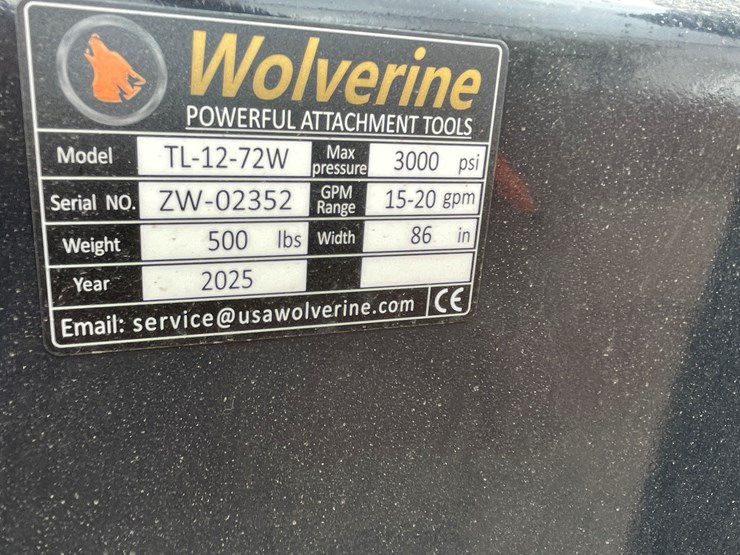 Wolverine
POWERFUL ATTACHMENT TOOLS
Model TL-12-72W Max pressure 3000 psi
Serial NO. ZW-02352 GPM Range 15-20 gpm
Weight 500 lbs Width 86 in
Year 2025
Email: service@usawolverine.com CE